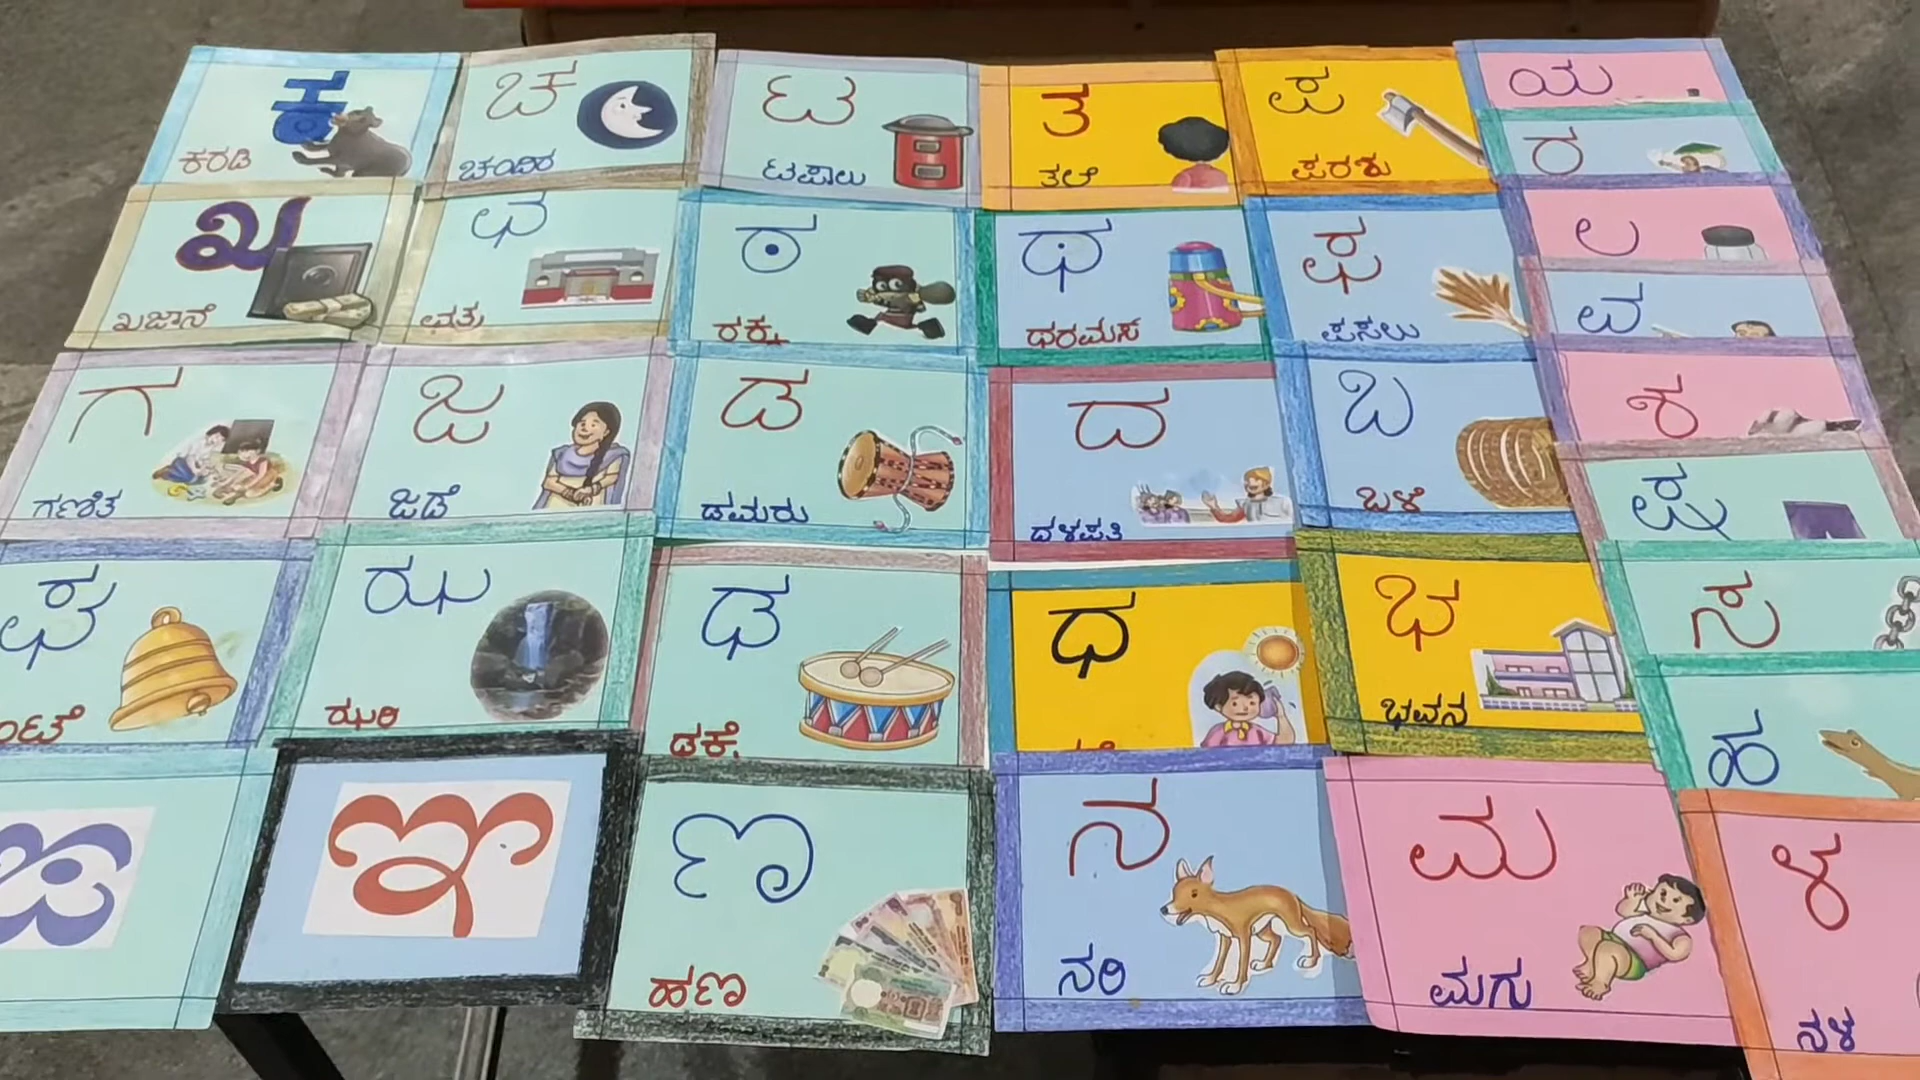 ಕ
ಕರಡಿ
ಚ
ಚಂದಿರ
ಟ
ಟಪಾಲು
ತ
ತಲೆ
ಪ
ಪರಶು
ಯ
ರ
ಖ
ಖಜಾನೆ
ಛ
ಛತ್ರ
ಠ
ಠಕ್ಕ
ಥ
ಥರಮಸ
ಫ
ಫಸಲು
ಲ
ವ
ಗ
ಗಣಿತ
ಜ
ಜಡೆ
ಡ
ಡಮರು
ದ
ದಳಪತಿ
ಬ
ಬಳೆ
ಶ
ಷ
ಘ
ಝ
ಝರಿ
ಢ
ಢಕ್ಕೆ
ಧ
ಭ
ಭವನ
ಸ
ಹ
ಙ
ಞ
ಣ
ಹಣ
ನ
ನರಿ
ಮ
ಮಗು
ಳ
ನಳ